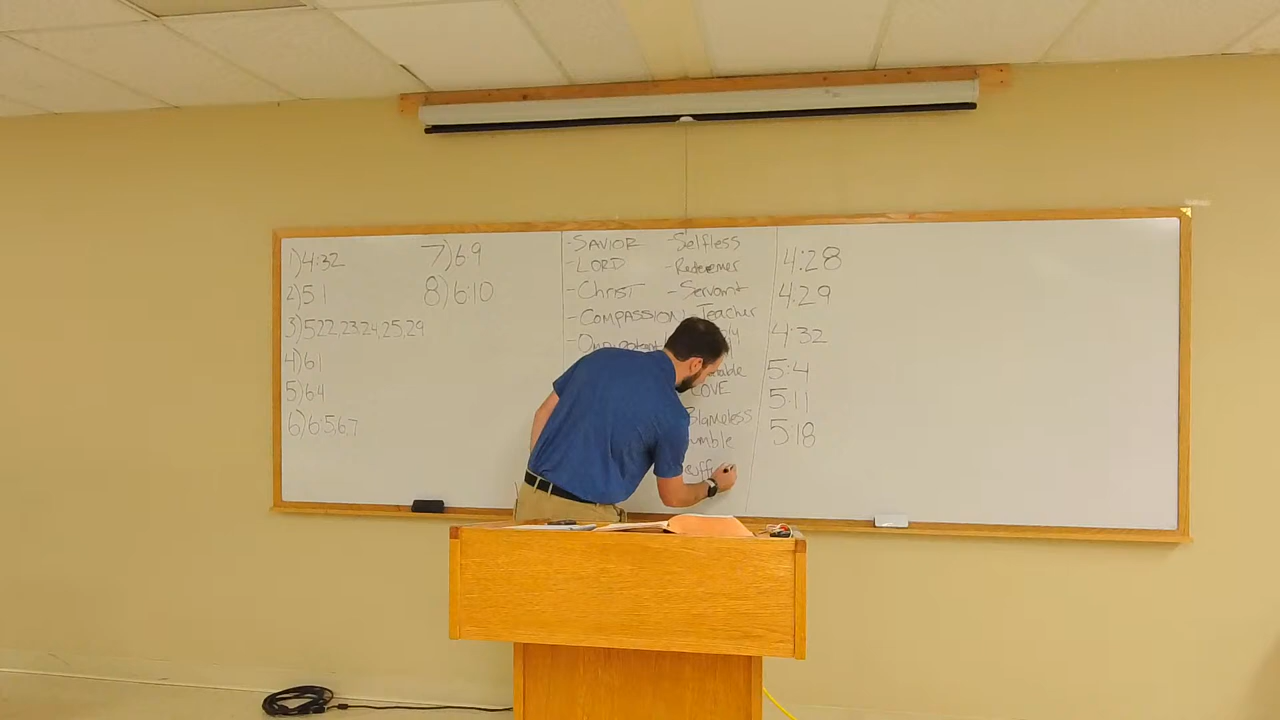 1) 4:32
2) 5:1
3) 5:22,23,24,25,29
4) 6:1
5) 6:4
6) 6:5,6,7
7) 6:9
8) 6:10
-SAVIOR
-LORD
-Christ
-COMPASSION
-Omnipotent
-Selfless
-Redeemer
-Servant
Teacher
LOVE
Blameless
4:28
4:29
4:32
5:4
5:11
5:18